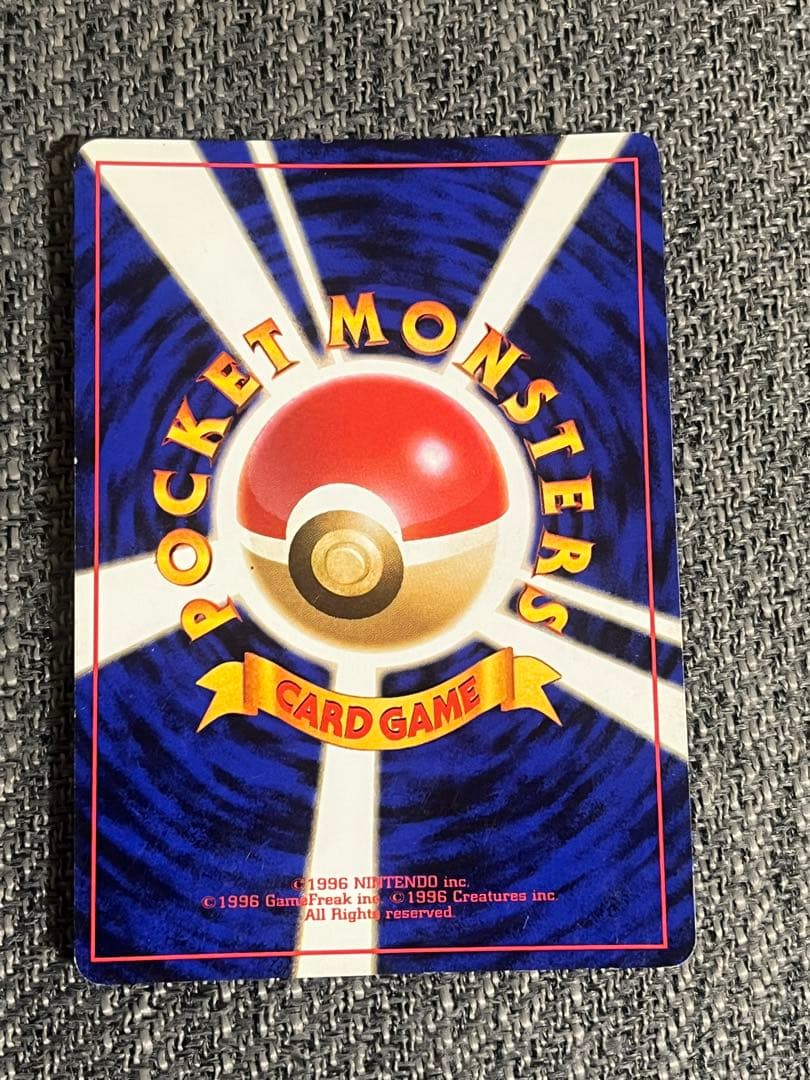 POCKET MONSTERS
CARD GAME
©1996 NINTENDO inc.
©1996 GameFreak inc. ©1996 Creatures inc.
All Rights reserved.